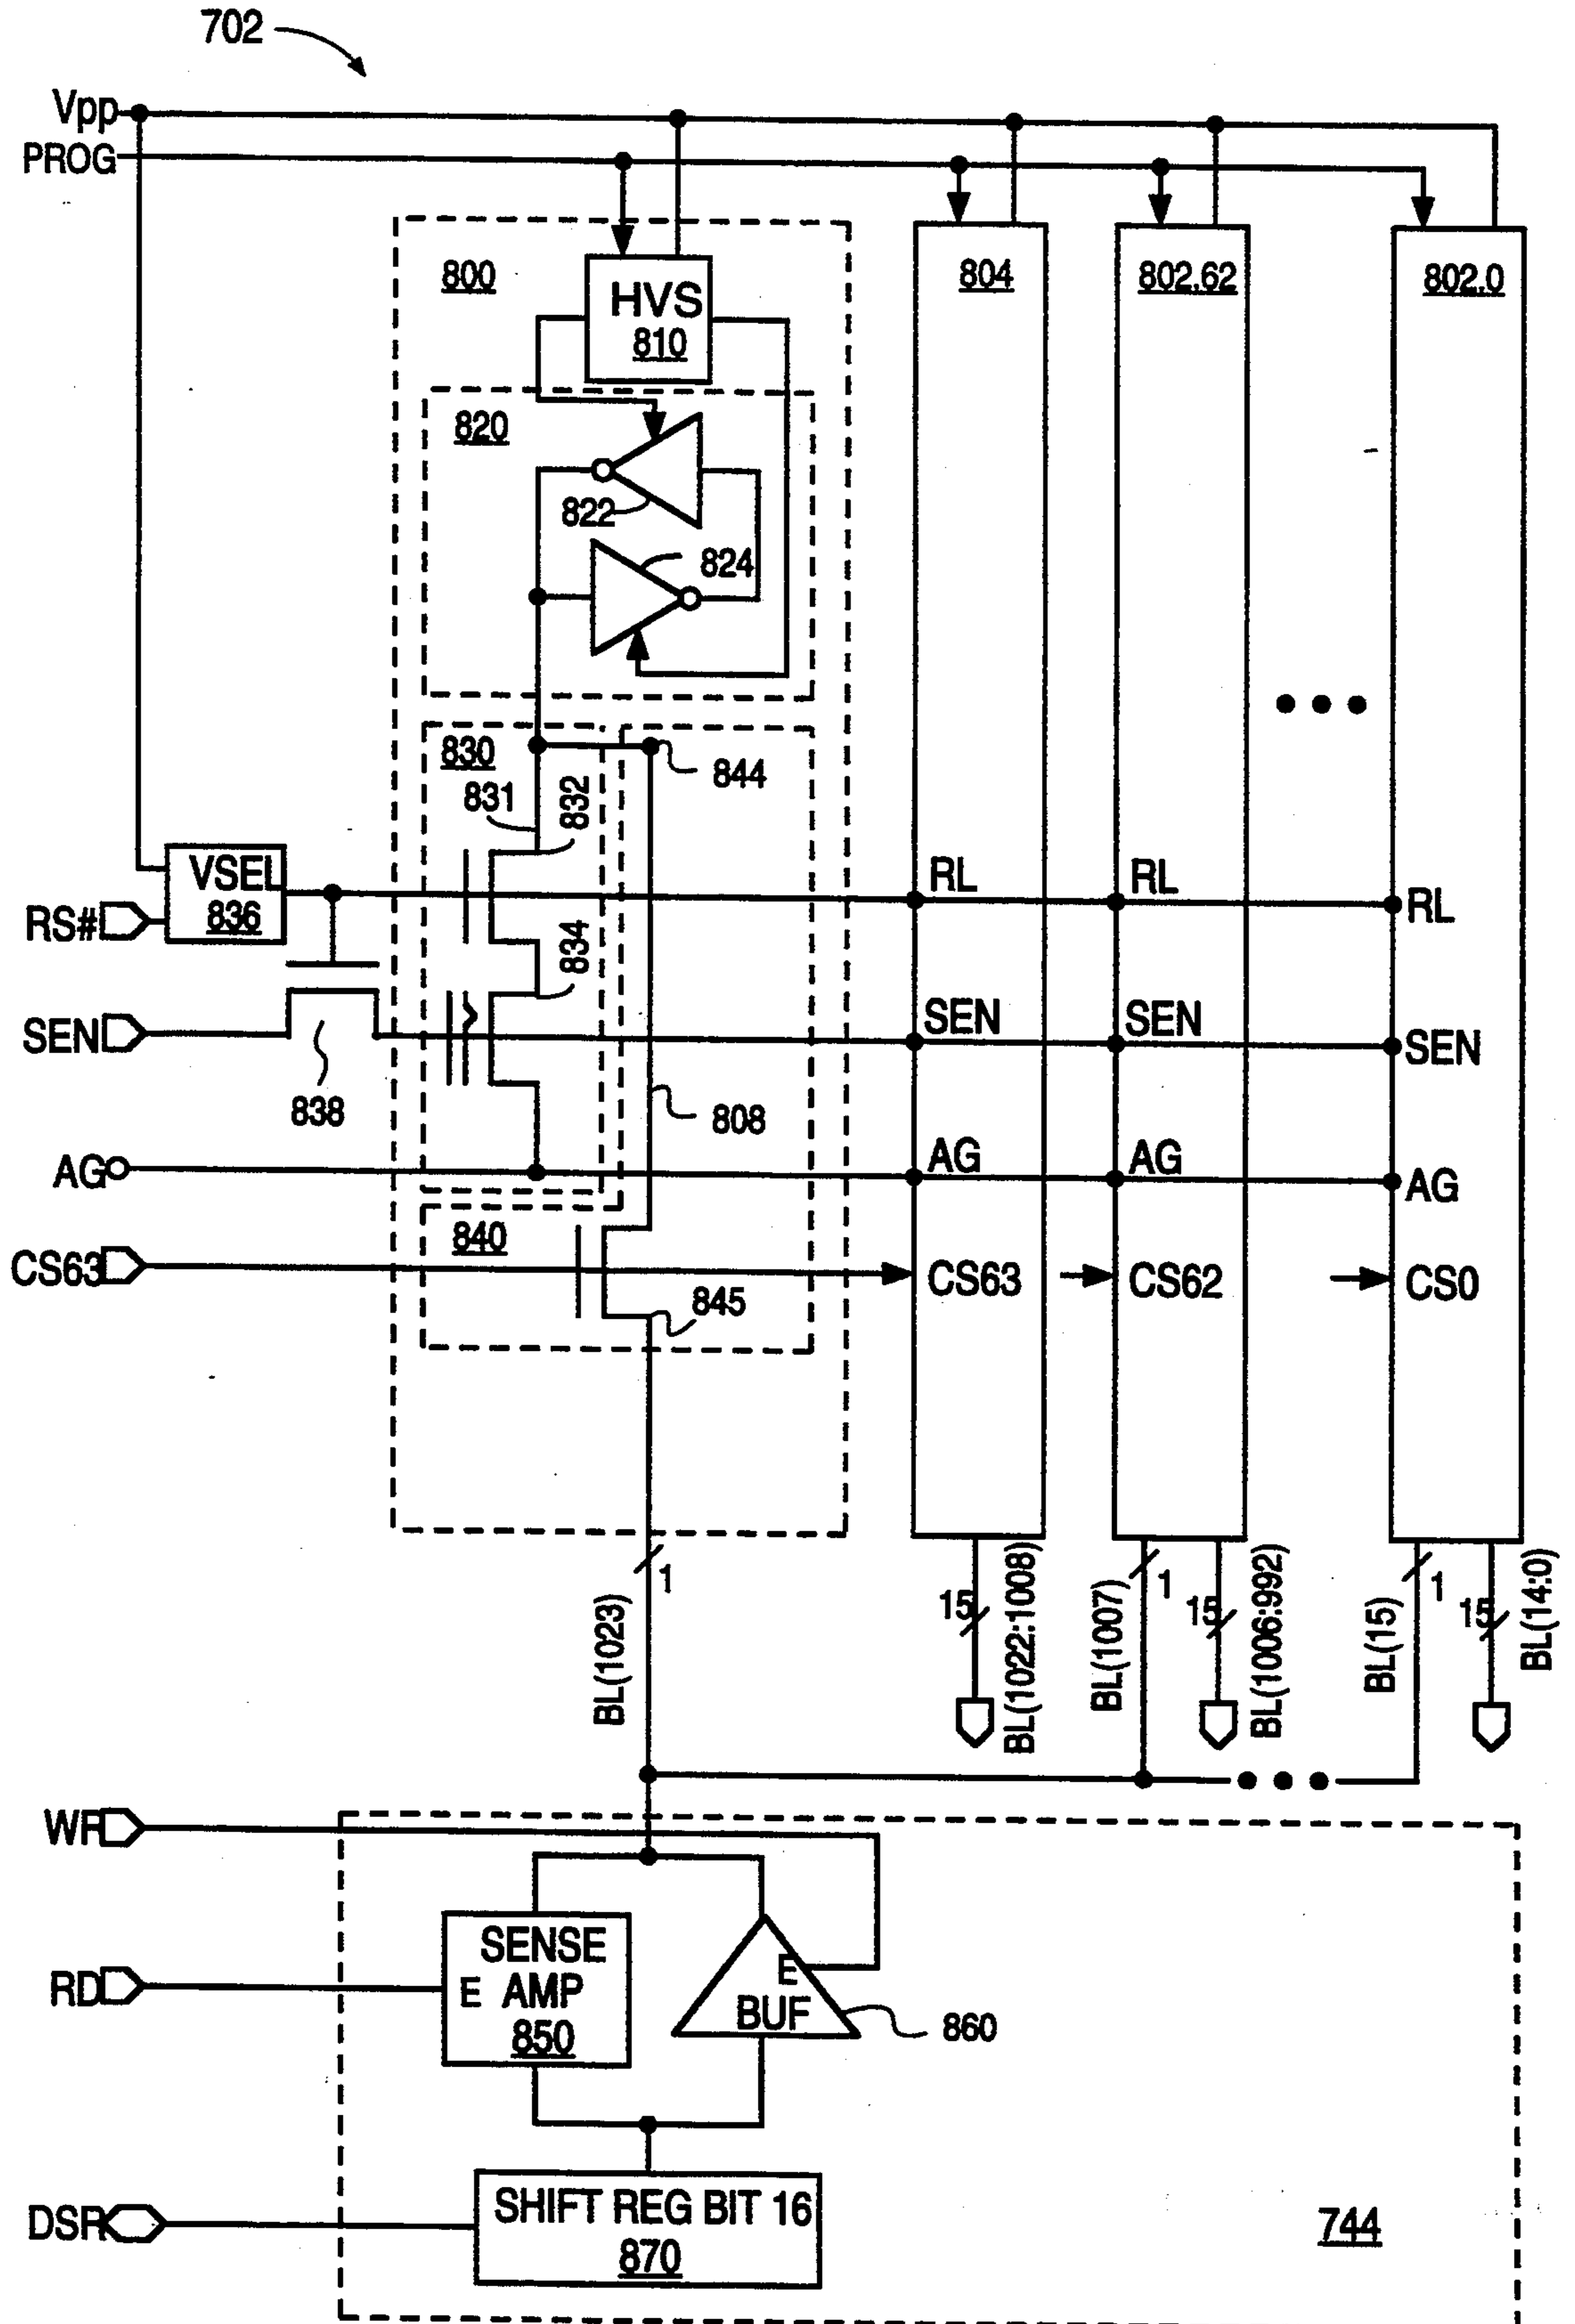 702
Vpp
PROG
800
HVS
810
804
802.62
802.0
820
822
824
830
831
832
844
VSEL
836
RS#
RL
RL
RL
834
SEN
SEN
SEN
SEN
838
808
AG
AG
AG
AG
840
CS63
CS63
CS62
CS0
845
1
BL(1023)
15
BL(1022:1008)
BL(1007)
1
15
BL(1006:992)
BL(15)
1
15
BL(14:0)
WR
SENSE
AMP
850
E
RD
E
BUF
860
DSR
SHIFT REG BIT 16
870
744